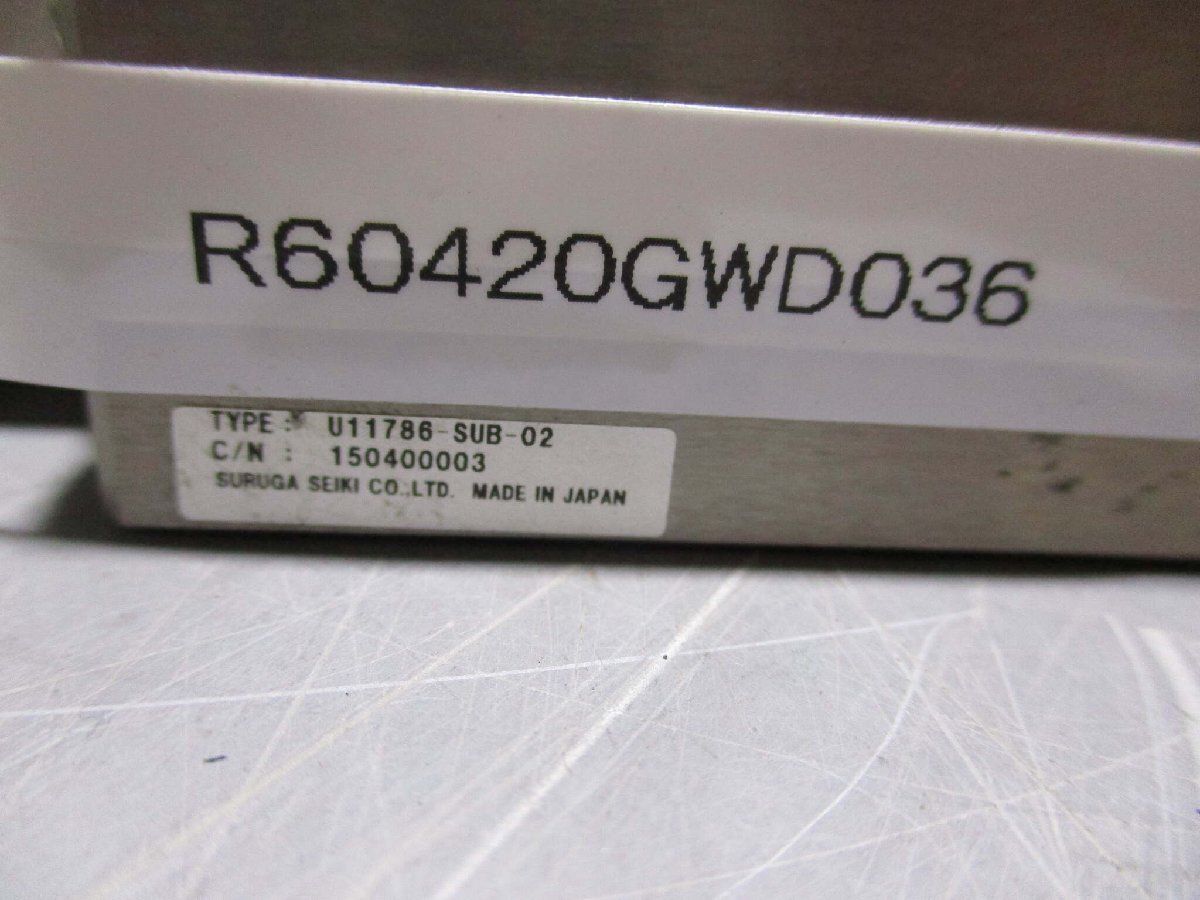 R60420GWD036
TYPE : U11786-SUB-02
C/N : 150400003
SURUGA SEIKI CO.,LTD. MADE IN JAPAN